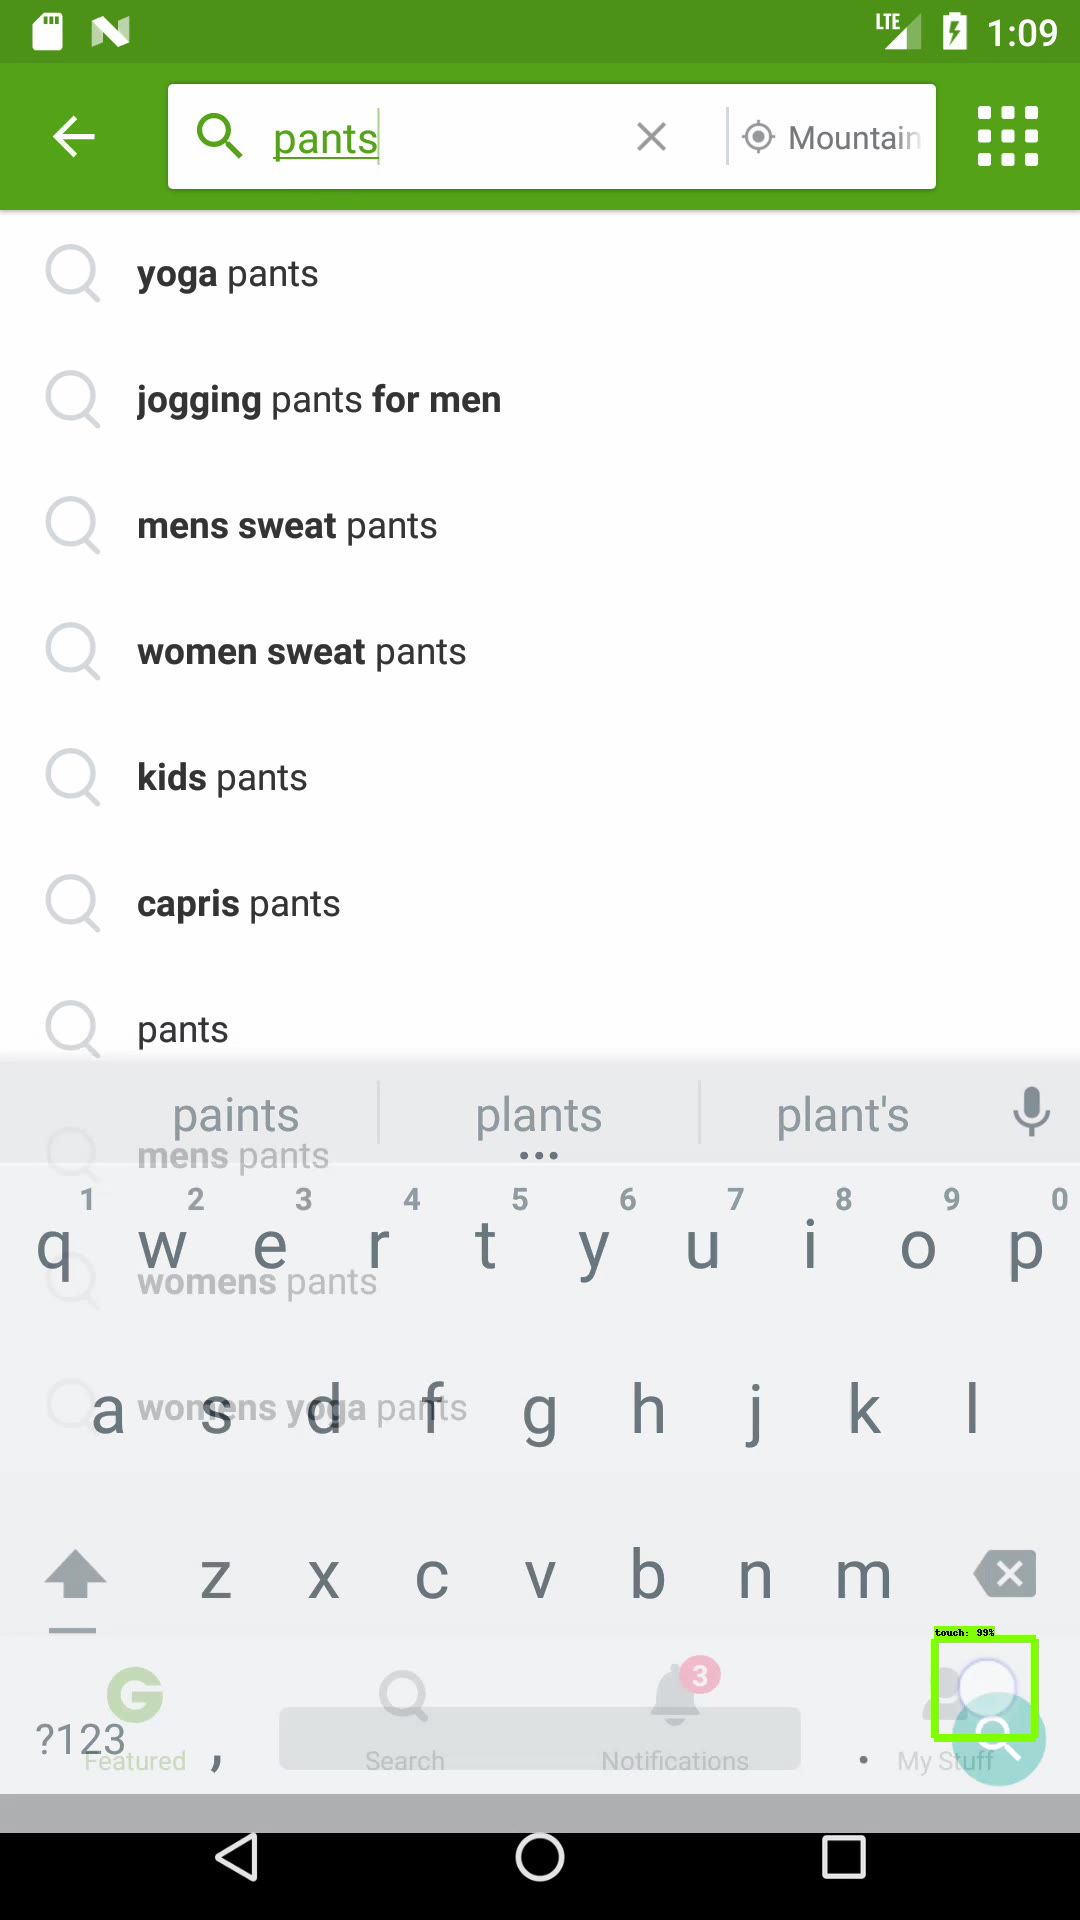 LTE 1:09
pants Mountain
yoga pants
jogging pants for men
mens sweat pants
women sweat pants
kids pants
capris pants
pants
paints plants plant's
mens pants
1 2 3 4 5 6 7 8 9 0
q w e r t y u i o p
womens pants
a s d f g h j k l
womens yoga pants
z x c v b n m
touch: 99%
3
?123 , .
Featured Search Notifications My Stuff